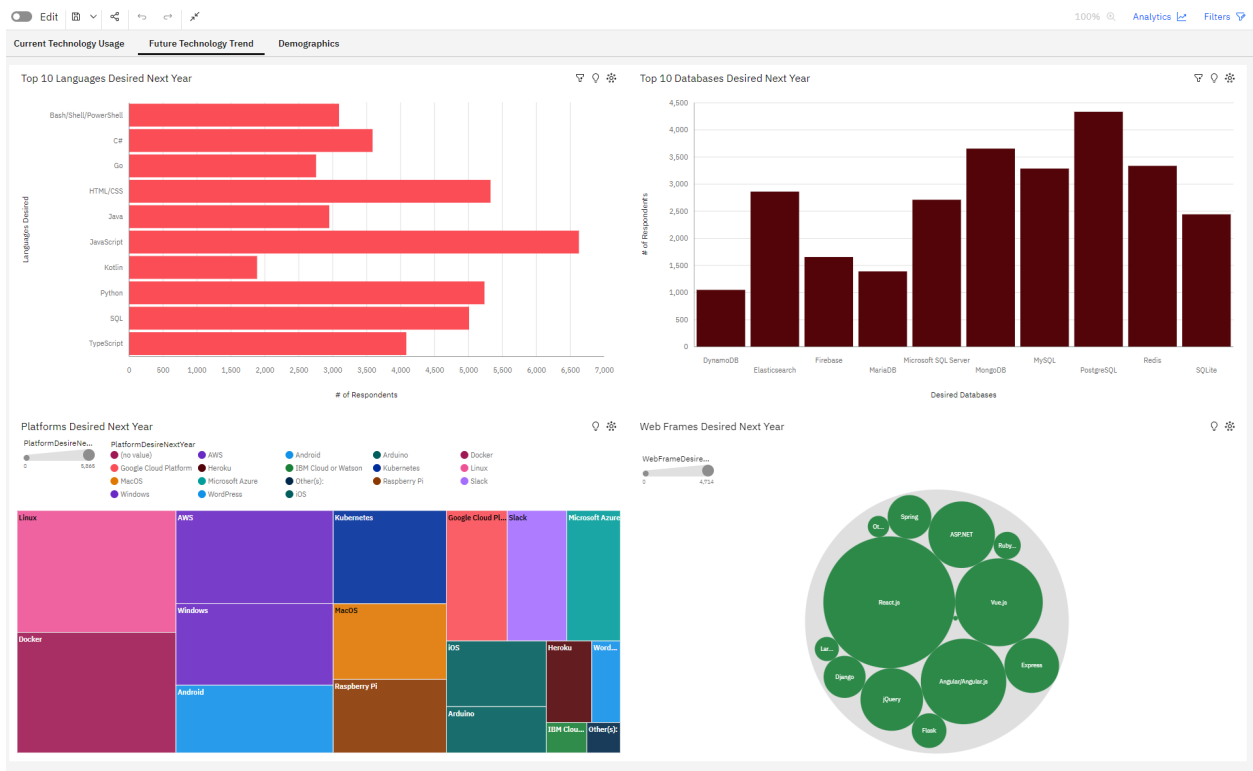 Edit
100%
Analytics
Filters
Current Technology Usage
Future Technology Trend
Demographics
Top 10 Languages Desired Next Year
Languages Desired
Bash/Shell/PowerShell
C#
Go
HTML/CSS
Java
JavaScript
Kotlin
Python
SQL
TypeScript
0 500 1,000 1,500 2,000 2,500 3,000 3,500 4,000 4,500 5,000 5,500 6,000 6,500 7,000
# of Respondents
Top 10 Databases Desired Next Year
# of Respondents
4,500
4,000
3,500
3,000
2,500
2,000
1,500
1,000
500
0
DynamoDB Firebase Microsoft SQL Server MySQL Redis
Elasticsearch MariaDB MongoDB PostgreSQL SQLite
Desired Databases
Platforms Desired Next Year
PlatformDesireNe...
0 5,866
PlatformDesireNextYear
(no value) AWS Android Arduino Docker
Google Cloud Platform Heroku IBM Cloud or Watson Kubernetes Linux
MacOS Microsoft Azure Other(s): Raspberry Pi Slack
Windows WordPress iOS
Linux
AWS
Kubernetes
Google Cloud Pl...
Slack
Microsoft Azure
Windows
MacOS
Docker
iOS
Heroku
Word...
Android
Raspberry Pi
Arduino
IBM Clou...
Other(s):
Web Frames Desired Next Year
WebFrameDesire...
0 4,714
Spring
Ot...
ASP.NET
Ruby...
React.js
Vue.js
Lar...
Express
Django
Angular/Angular.js
jQuery
Flask